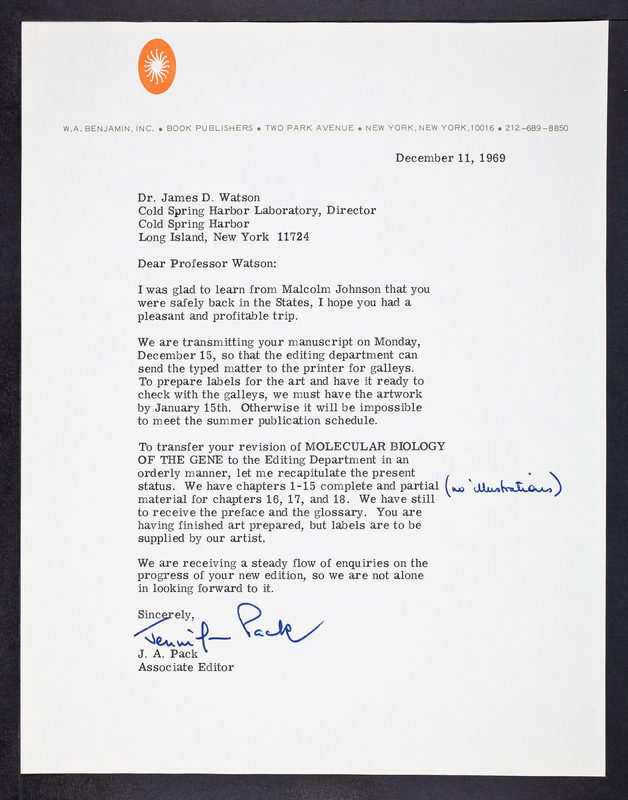 W.A. BENJAMIN, INC. • BOOK PUBLISHERS • TWO PARK AVENUE • NEW YORK, NEW YORK, 10016 • 212-689-8850
December 11, 1969
Dr. James D. Watson
Cold Spring Harbor Laboratory, Director
Cold Spring Harbor
Long Island, New York 11724
Dear Professor Watson:
I was glad to learn from Malcolm Johnson that you
were safely back in the States, I hope you had a
pleasant and profitable trip.
We are transmitting your manuscript on Monday,
December 15, so that the editing department can
send the typed matter to the printer for galleys.
To prepare labels for the art and have it ready to
check with the galleys, we must have the artwork
by January 15th. Otherwise it will be impossible
to meet the summer publication schedule.
To transfer your revision of MOLECULAR BIOLOGY
OF THE GENE to the Editing Department in an
orderly manner, let me recapitulate the present
status. We have chapters 1-15 complete and partial (no illustrations)
material for chapters 16, 17, and 18. We have still
to receive the preface and the glossary. You are
having finished art prepared, but labels are to be
supplied by our artist.
We are receiving a steady flow of enquiries on the
progress of your new edition, so we are not alone
in looking forward to it.
Sincerely,
Jennifer Pack
J. A. Pack
Associate Editor